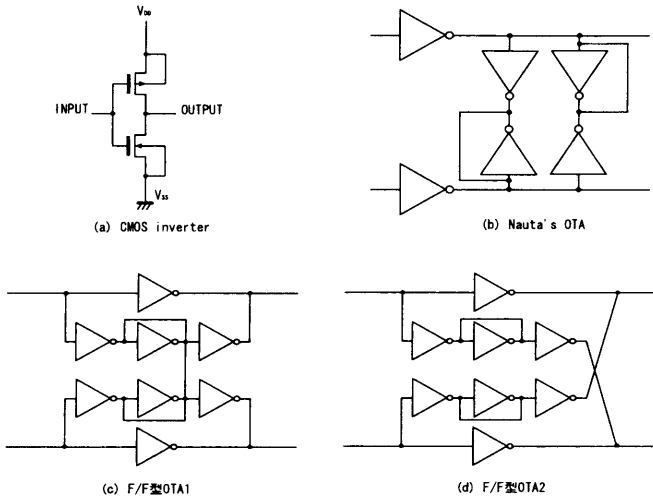 V_DD
INPUT
OUTPUT
V_SS
(a) CMOS inverter
(b) Nauta's OTA
(c) F/F型OTA1
(d) F/F型OTA2